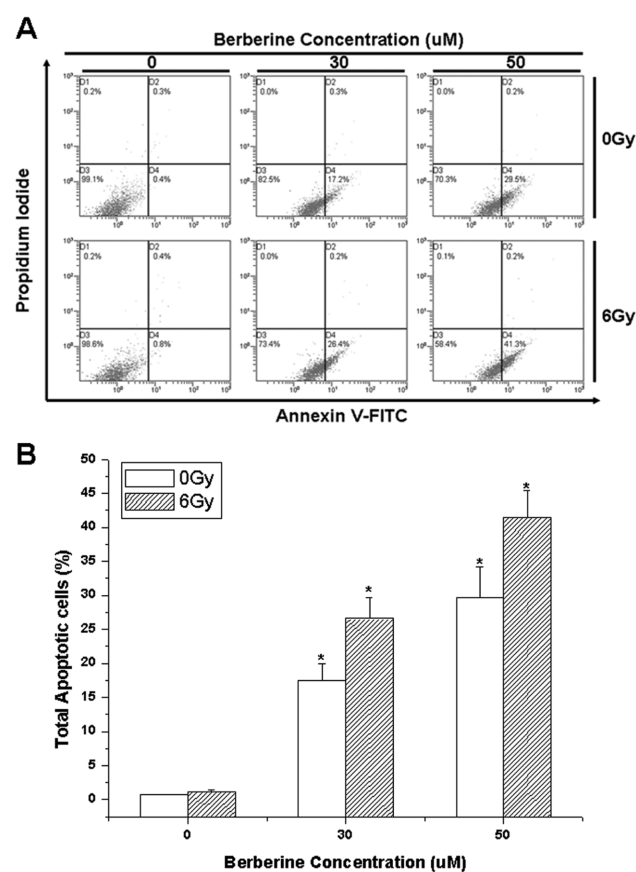 A
Berberine Concentration (uM)
0 30 50
D1 D2
0.2% 0.3%
D3 D4
99.1% 0.4%
D1 D2
0.0% 0.3%
D3 D4
82.5% 17.2%
D1 D2
0.0% 0.2%
D3 D4
70.3% 29.5%
0Gy
D1 D2
0.2% 0.4%
D3 D4
98.6% 0.8%
D1 D2
0.0% 0.2%
D3 D4
73.4% 26.4%
D1 D2
0.1% 0.2%
D3 D4
58.4% 41.3%
6Gy
Propidium Iodide
Annexin V-FITC
B
0Gy
6Gy
Total Apoptotic cells (%)
50
45
40
35
30
25
20
15
10
5
0
* * * *
0 30 50
Berberine Concentration (uM)